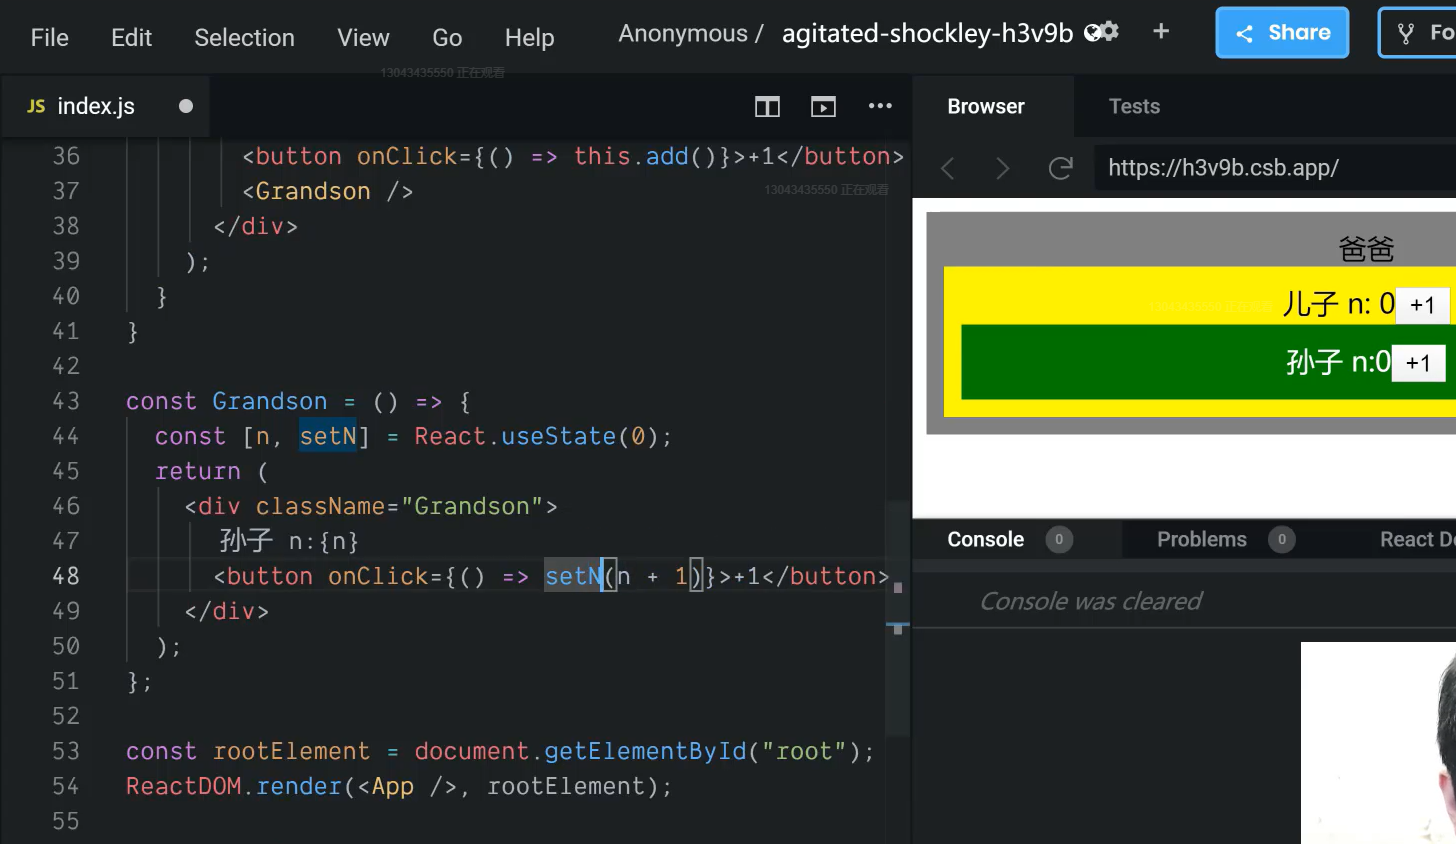 File Edit Selection View Go Help Anonymous / agitated-shockley-h3v9b + Share Fo
13043435550 正在观看
JS index.js
Browser Tests
https://h3v9b.csb.app/
36 <button onClick={() => this.add()}>+1</button>
37 <Grandson />
13043435550 正在观看
38 </div>
39 );
40 }
41 }
42
43 const Grandson = () => {
44 const [n, setN] = React.useState(0);
45 return (
46 <div className="Grandson">
47 孙子 n:{n}
48 <button onClick={() => setN(n + 1)}>+1</button>
49 </div>
50 );
51 };
52
53 const rootElement = document.getElementById("root");
54 ReactDOM.render(<App />, rootElement);
55
爸爸
儿子 n: 0 +1
孙子 n:0 +1
Console 0 Problems 0 React De
Console was cleared